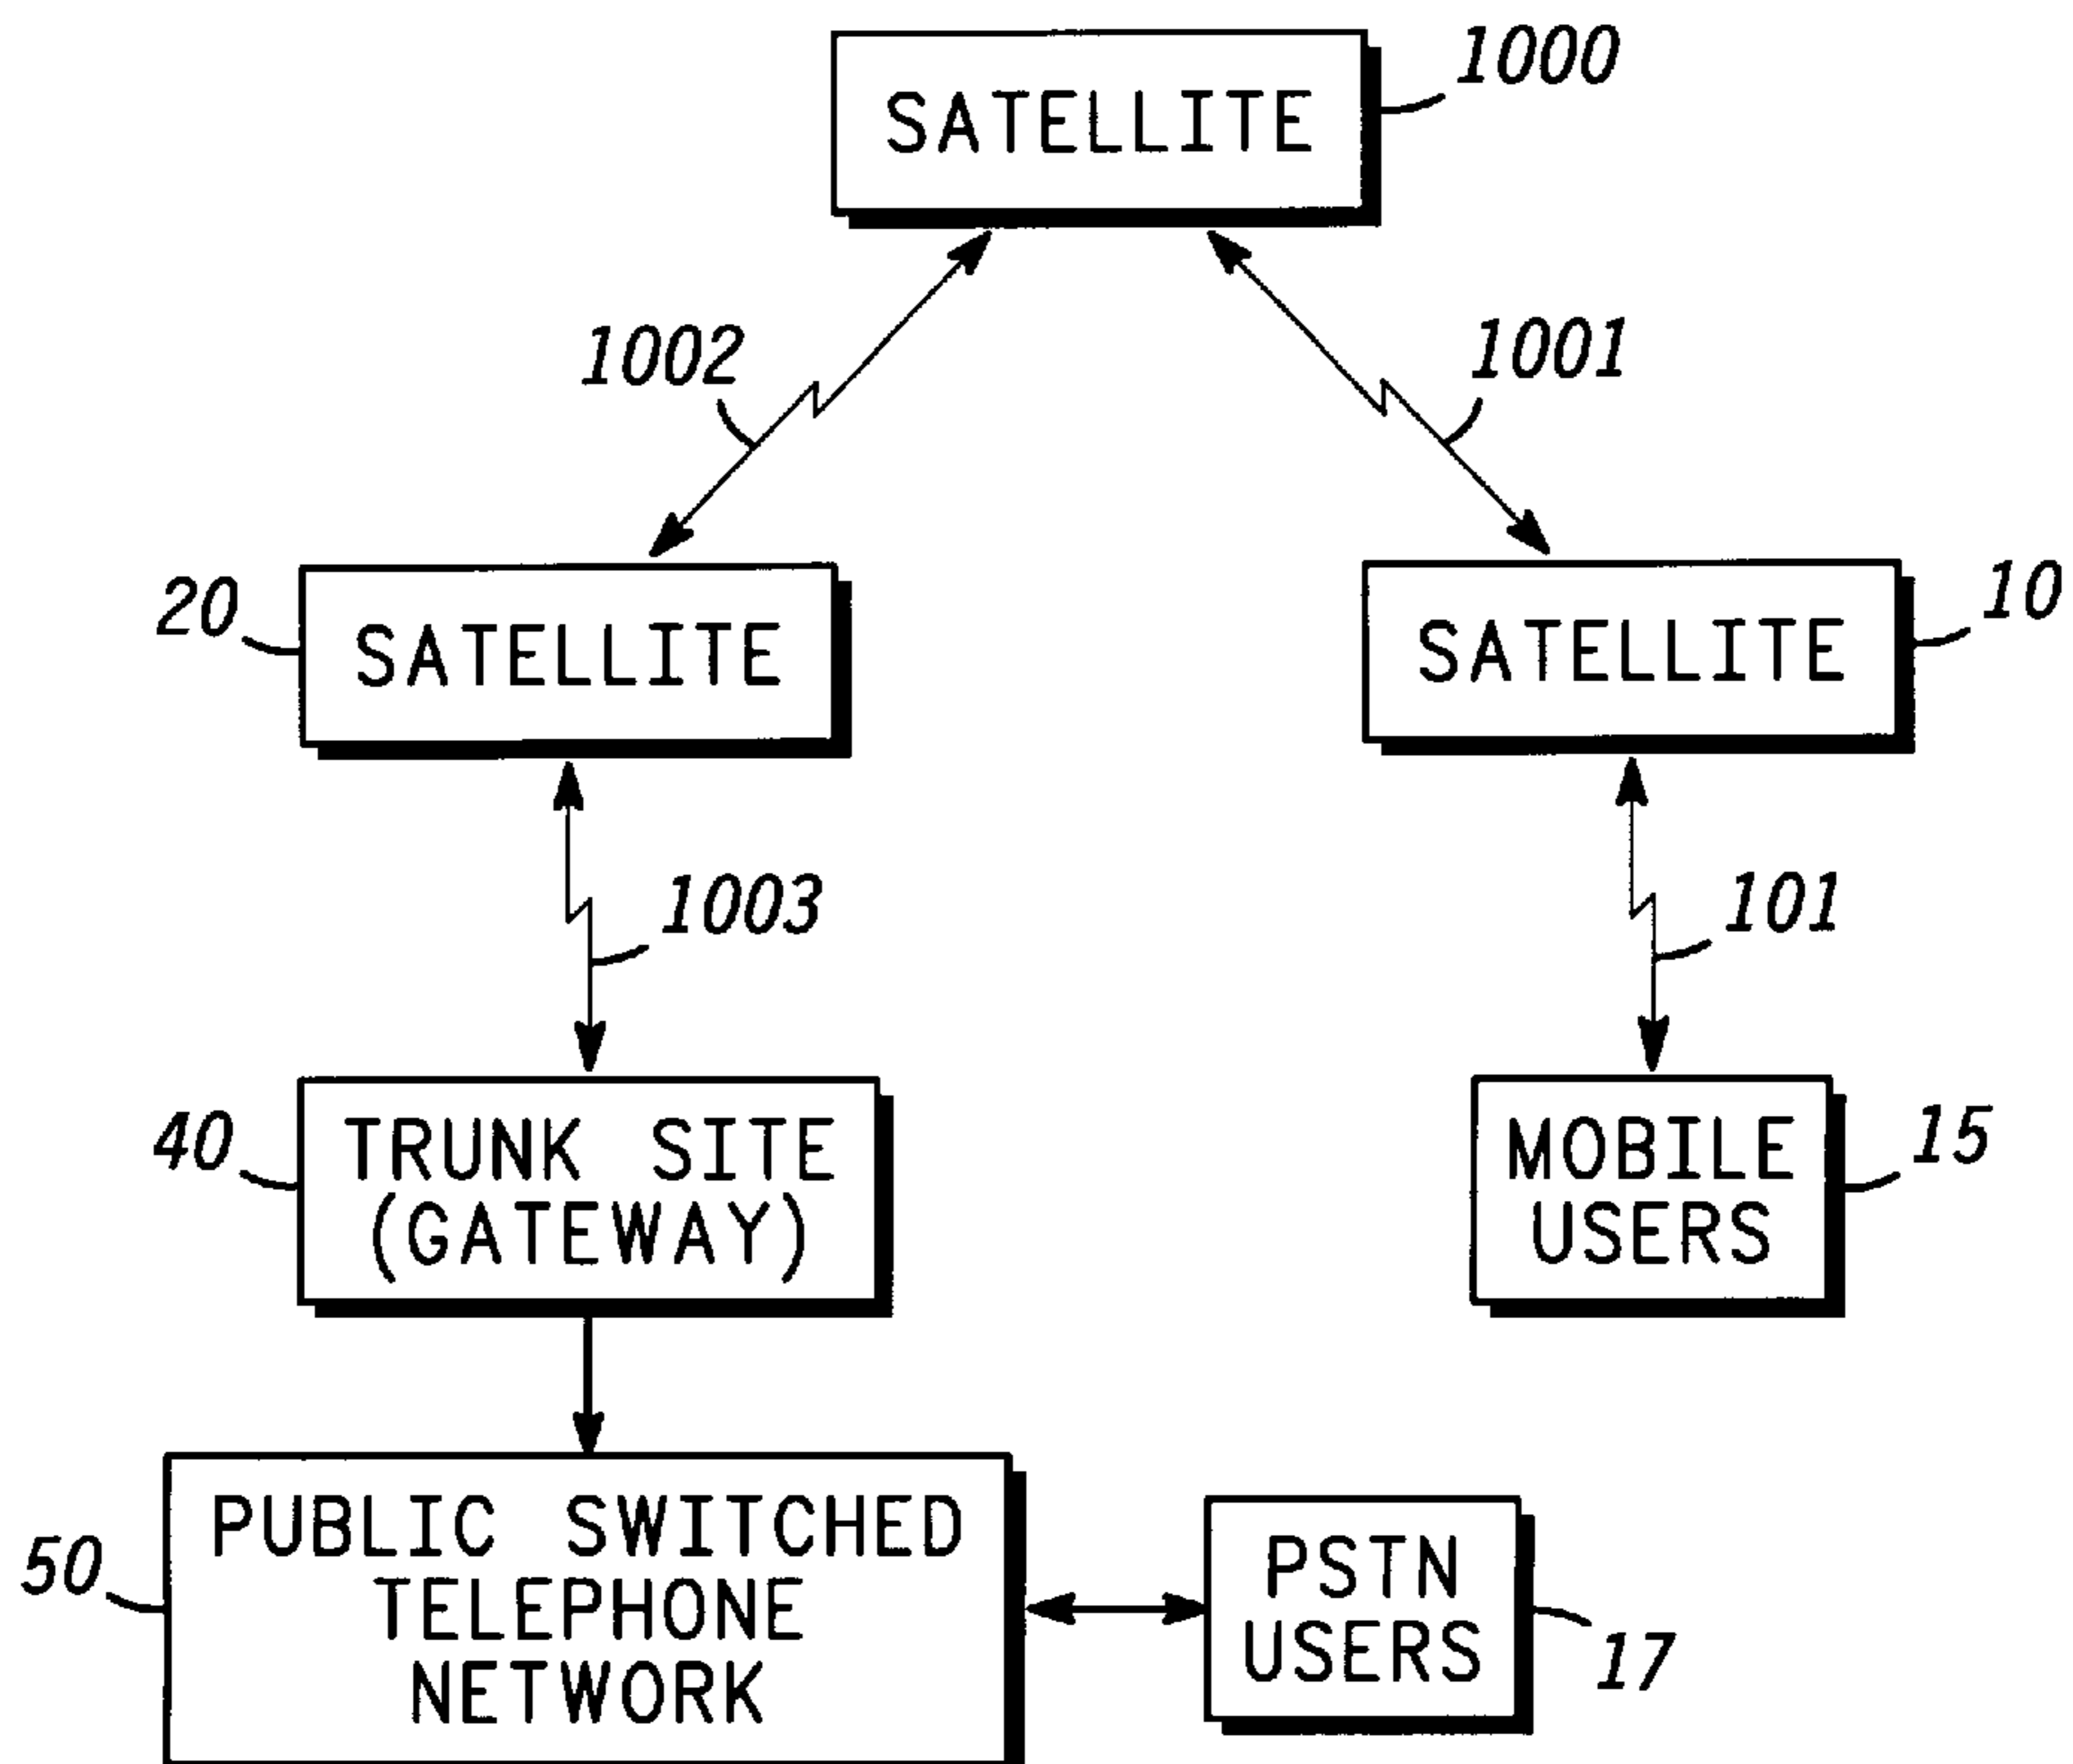 1000
SATELLITE
1002
1001
20
SATELLITE
10
SATELLITE
1003
101
40
TRUNK SITE
(GATEWAY)
MOBILE
USERS
15
50
PUBLIC SWITCHED
TELEPHONE
NETWORK
PSTN
USERS
17